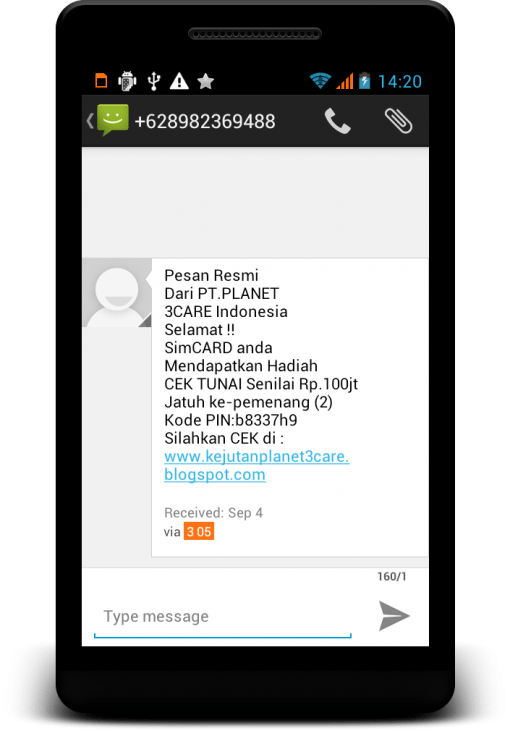 14:20
+628982369488
Pesan Resmi
Dari PT.PLANET
3CARE Indonesia
Selamat !!
SimCARD anda
Mendapatkan Hadiah
CEK TUNAI Senilai Rp.100jt
Jatuh ke-pemenang (2)
Kode PIN:b8337h9
Silahkan CEK di :
www.kejutanplanet3care.
blogspot.com
Received: Sep 4
via 3 05
160/1
Type message